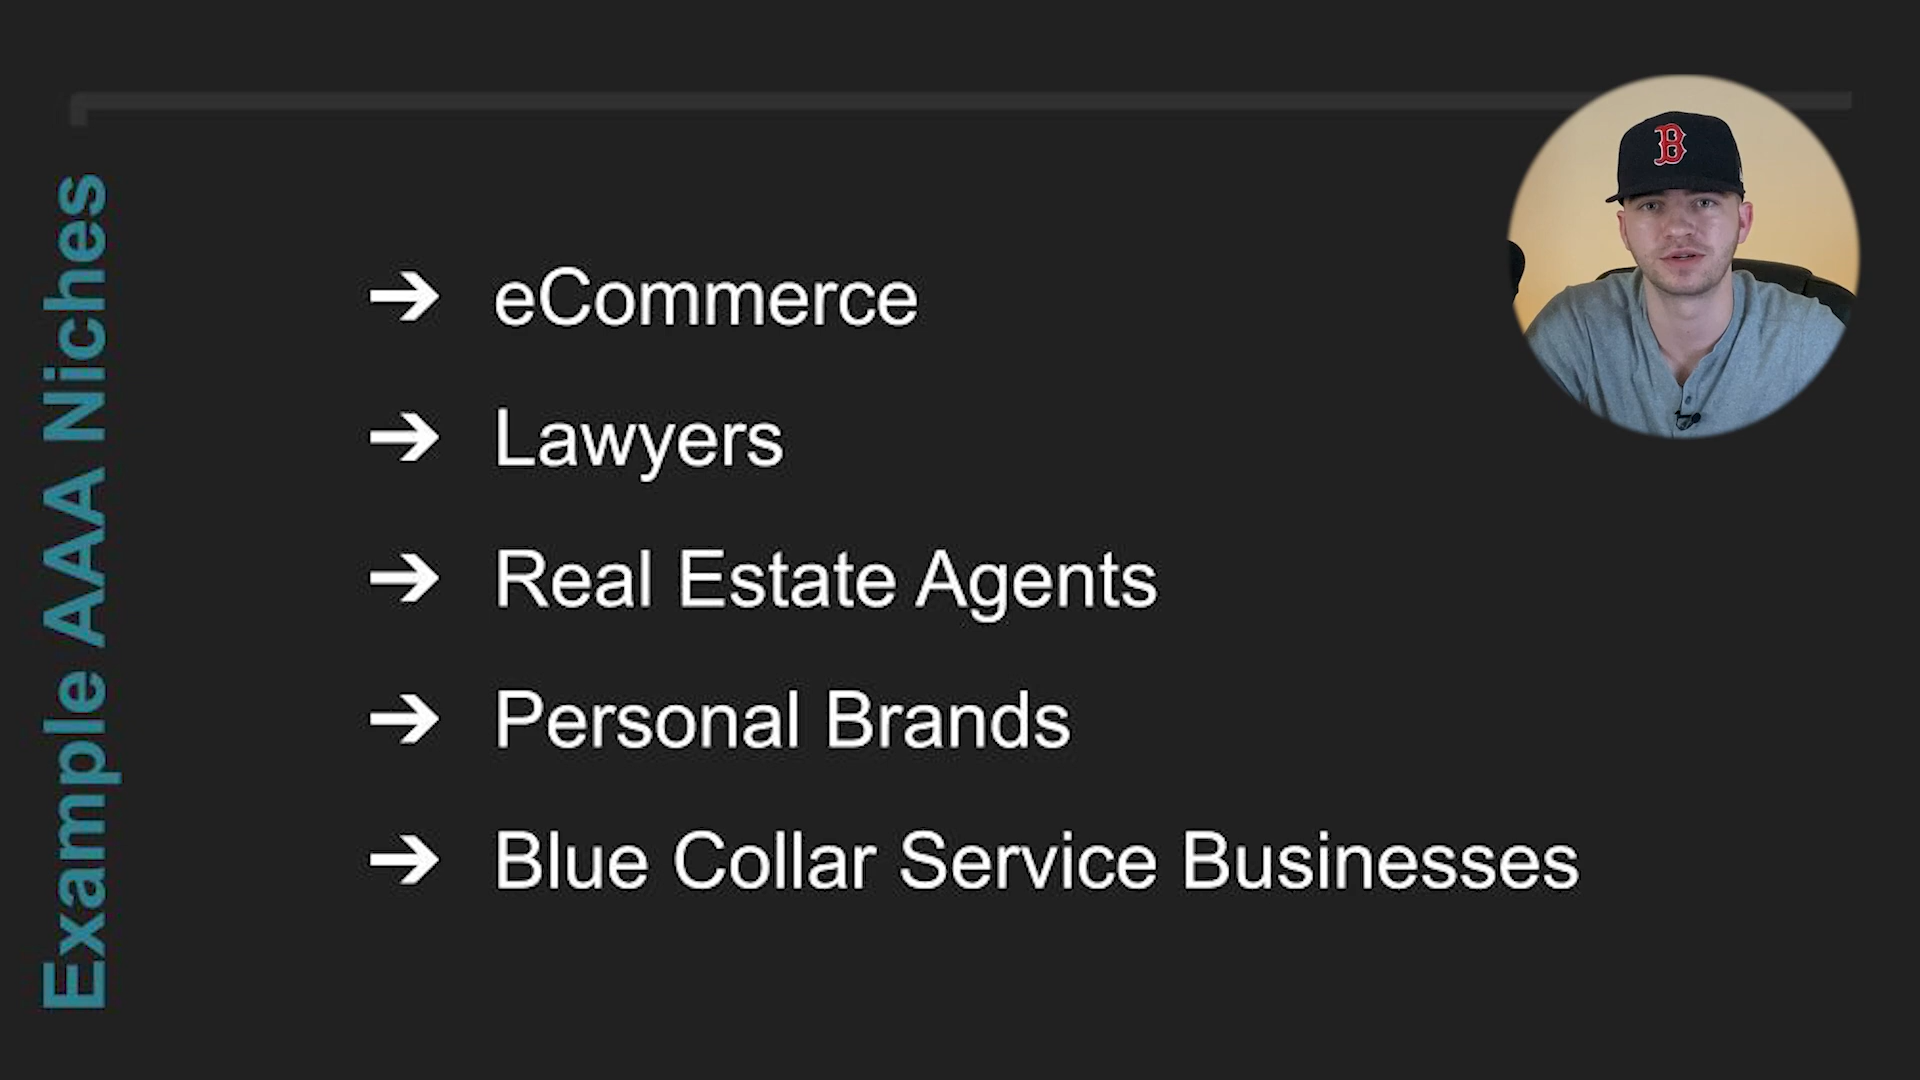 Example AAA Niches
➔ eCommerce
➔ Lawyers
➔ Real Estate Agents
➔ Personal Brands
➔ Blue Collar Service Businesses
B